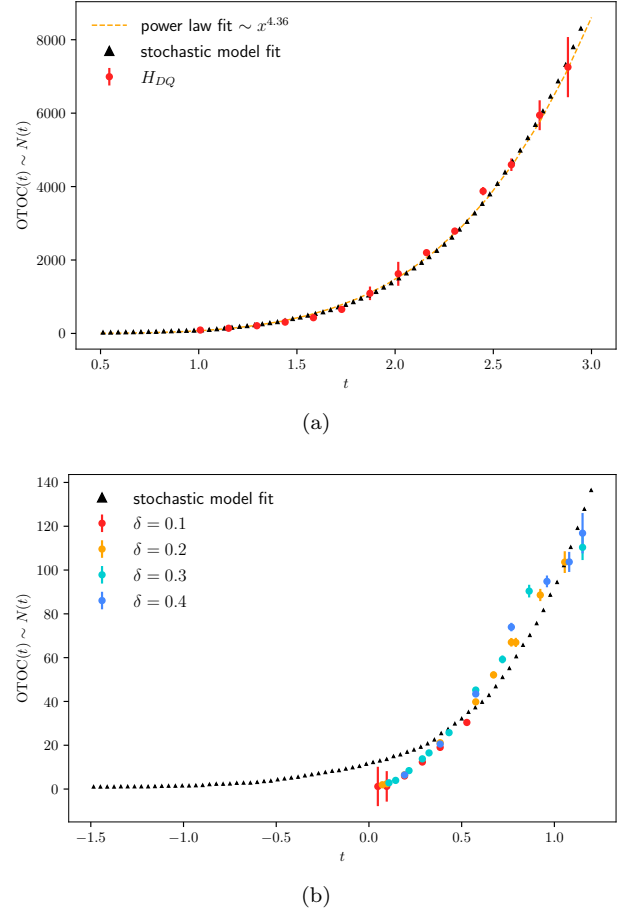 power law fit ∼ x^{4.36}
stochastic model fit
H_{DQ}
OTOC(t) ∼ N(t)
8000
6000
4000
2000
0
0.5 1.0 1.5 2.0 2.5 3.0
t
(a)
stochastic model fit
δ = 0.1
δ = 0.2
δ = 0.3
δ = 0.4
OTOC(t) ∼ N(t)
140
120
100
80
60
40
20
0
−1.5 −1.0 −0.5 0.0 0.5 1.0
t
(b)